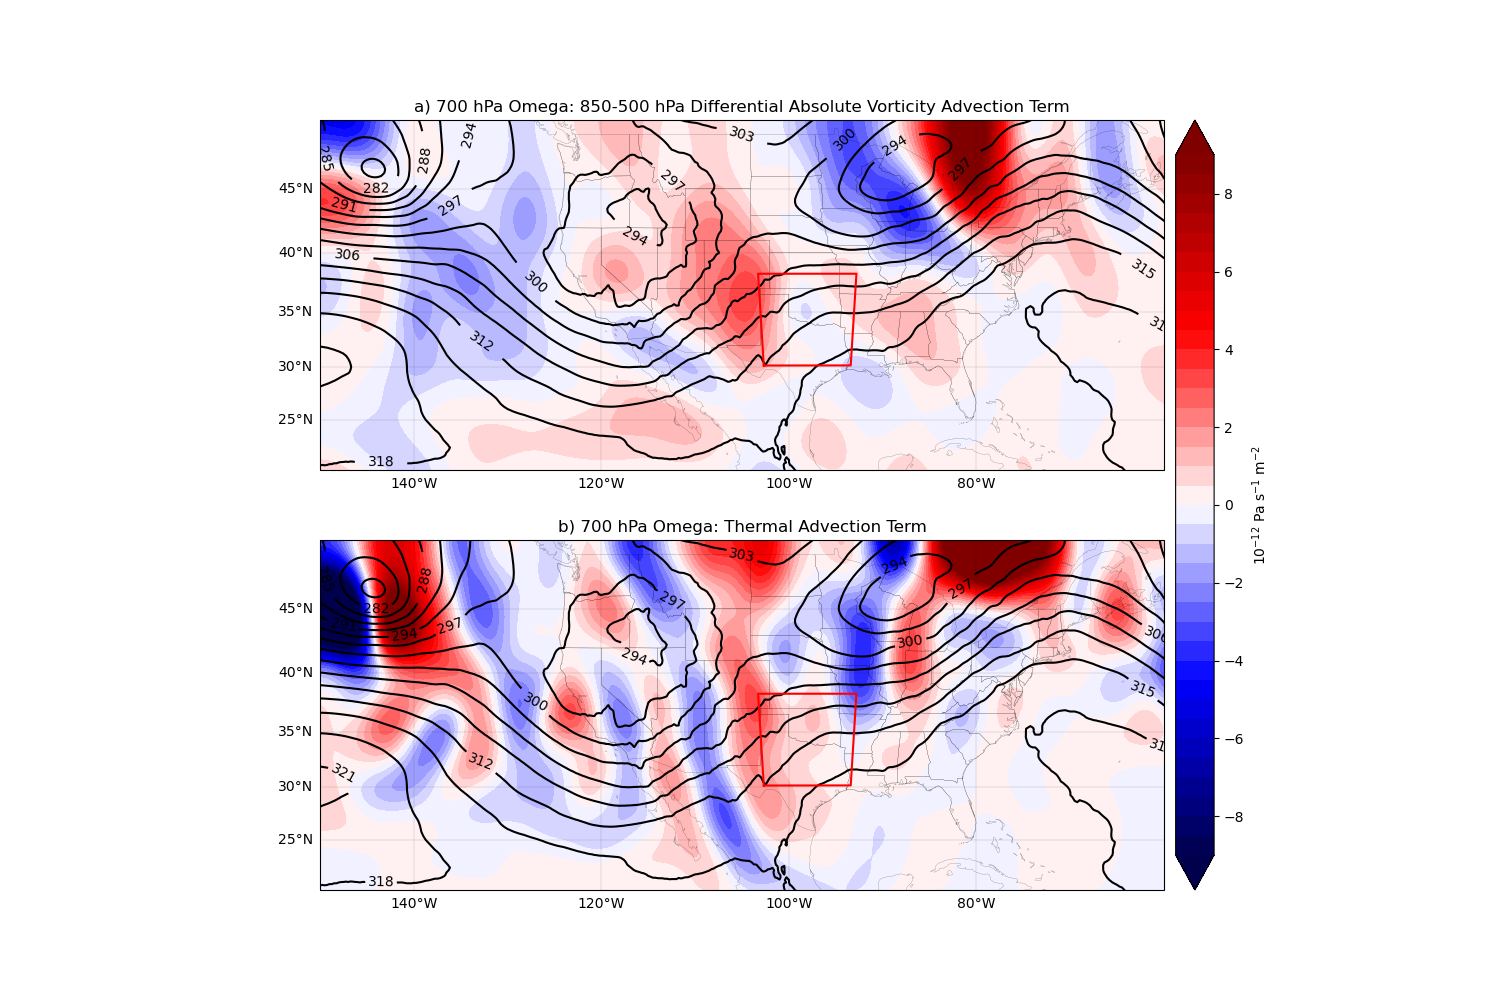 a) 700 hPa Omega: 850-500 hPa Differential Absolute Vorticity Advection Term
303
300
294
288
294
297
285
282
297
45°N
291
297
294
40°N
306
315
300
8
6
4
2
0
−2
−4
−6
−8
10−12 Pa s−1 m−2
35°N
31
312
30°N
25°N
318
140°W
120°W
100°W
80°W
b) 700 hPa Omega: Thermal Advection Term
303
294
288
297
282
297
45°N
297
294
300
306
294
40°N
315
300
35°N
31
312
321
30°N
25°N
318
140°W
120°W
100°W
80°W